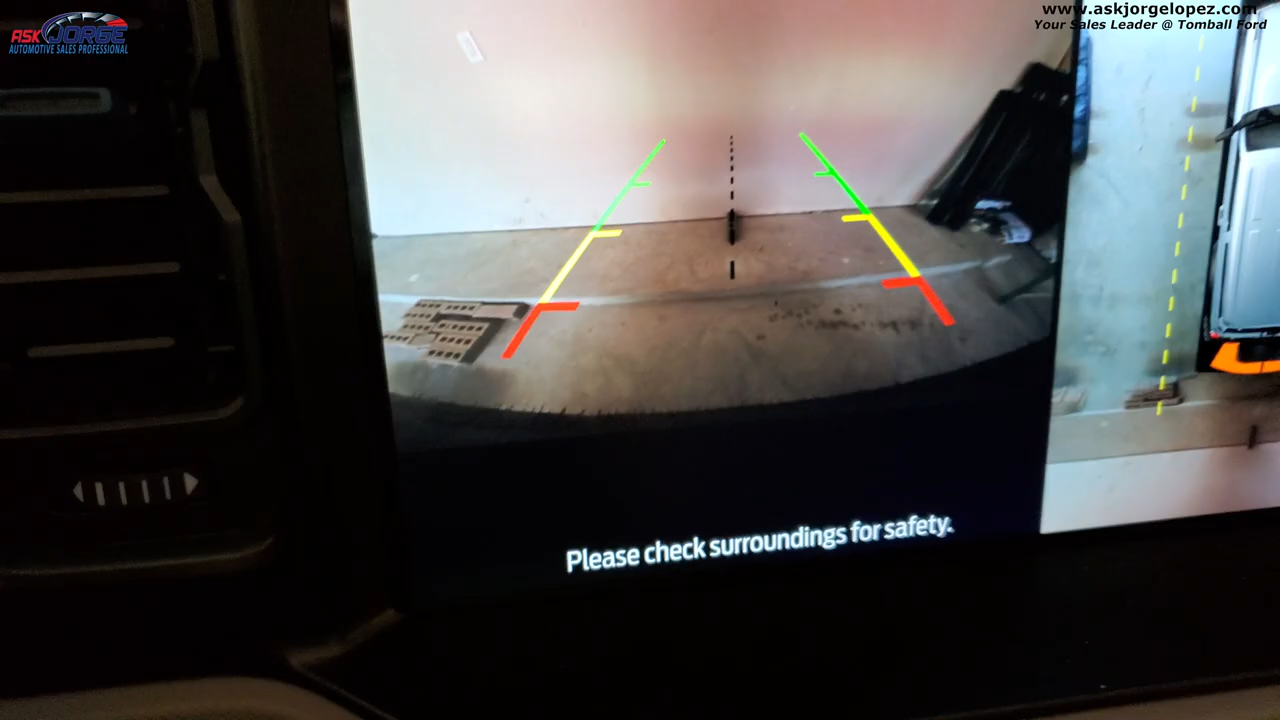 ASK JORGE
AUTOMOTIVE SALES PROFESSIONAL
www.askjorgelopez.com
Your Sales Leader @ Tomball Ford
Please check surroundings for safety.